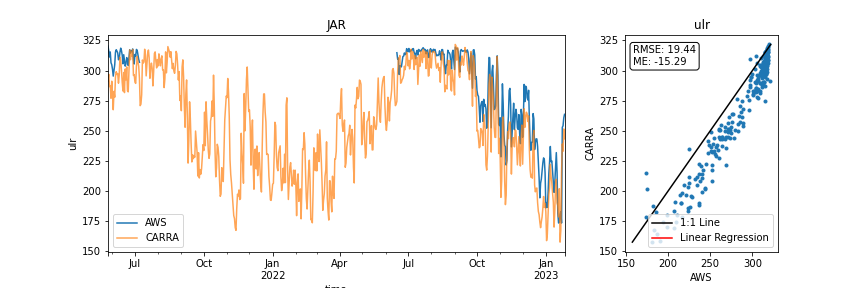 JAR
ulr
325
300
275
250
225
200
175
150
ulr
AWS
CARRA
Jul
Oct
Jan
2022
Apr
Jul
Oct
Jan
2023
time
ulr
RMSE: 19.44
ME: -15.29
325
300
275
250
225
200
175
150
CARRA
1:1 Line
Linear Regression
150
200
250
300
AWS